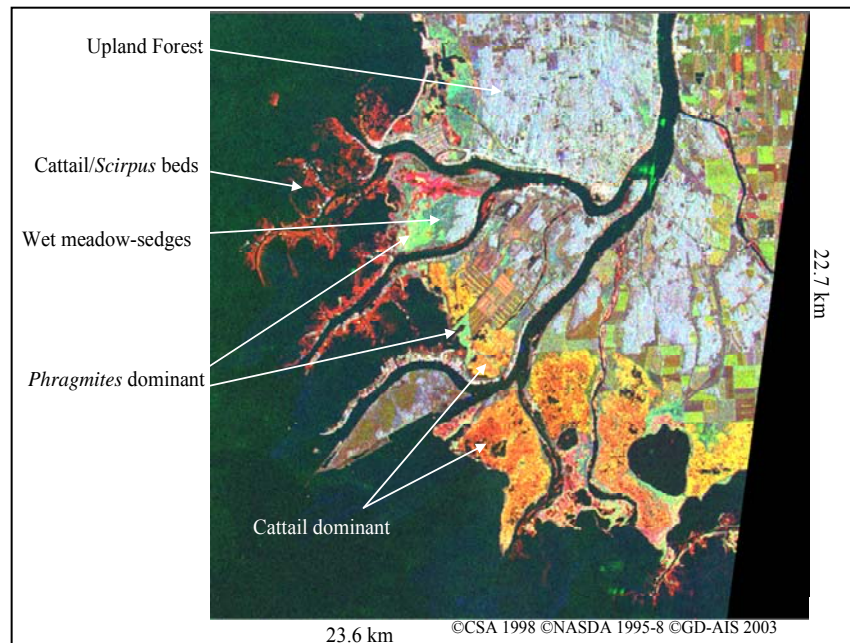 Upland Forest
Cattail/Scirpus beds
Wet meadow-sedges
22.7 km
Phragmites dominant
Cattail dominant
23.6 km
©CSA 1998 ©NASDA 1995-8 ©GD-AIS 2003